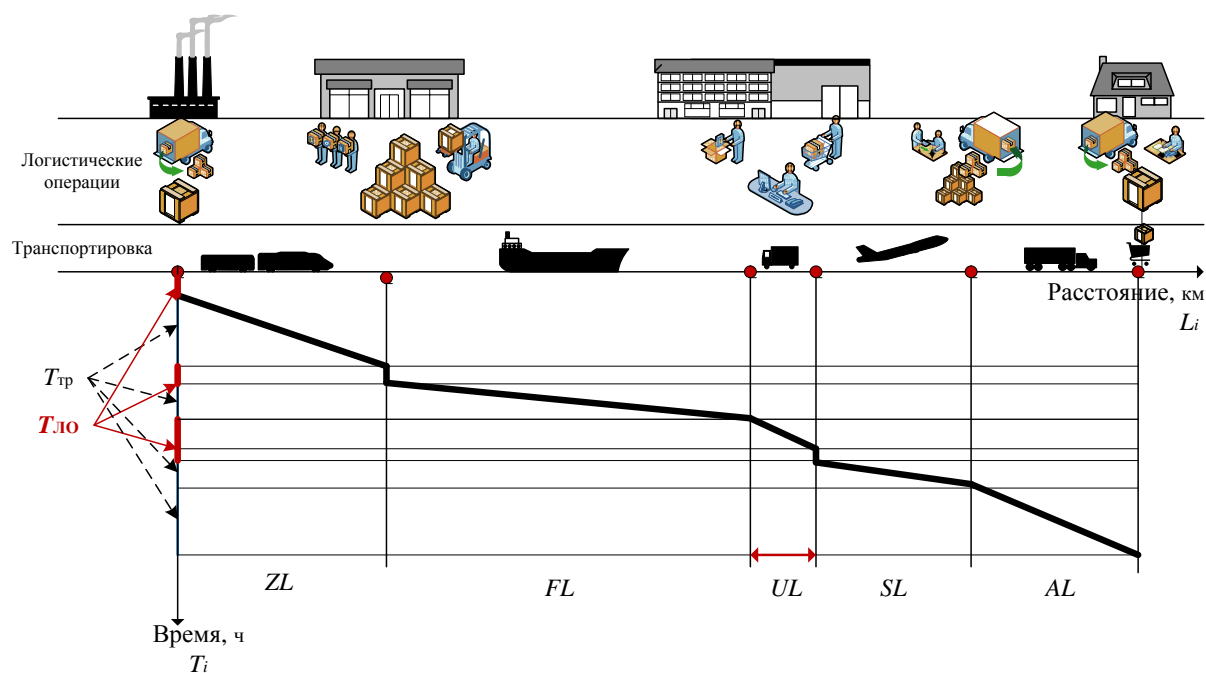 Логистические
операции
Транспортировка
Расстояние, км
Li
Tтр
TЛО
ZL
FL
UL
SL
AL
Время, ч
Ti